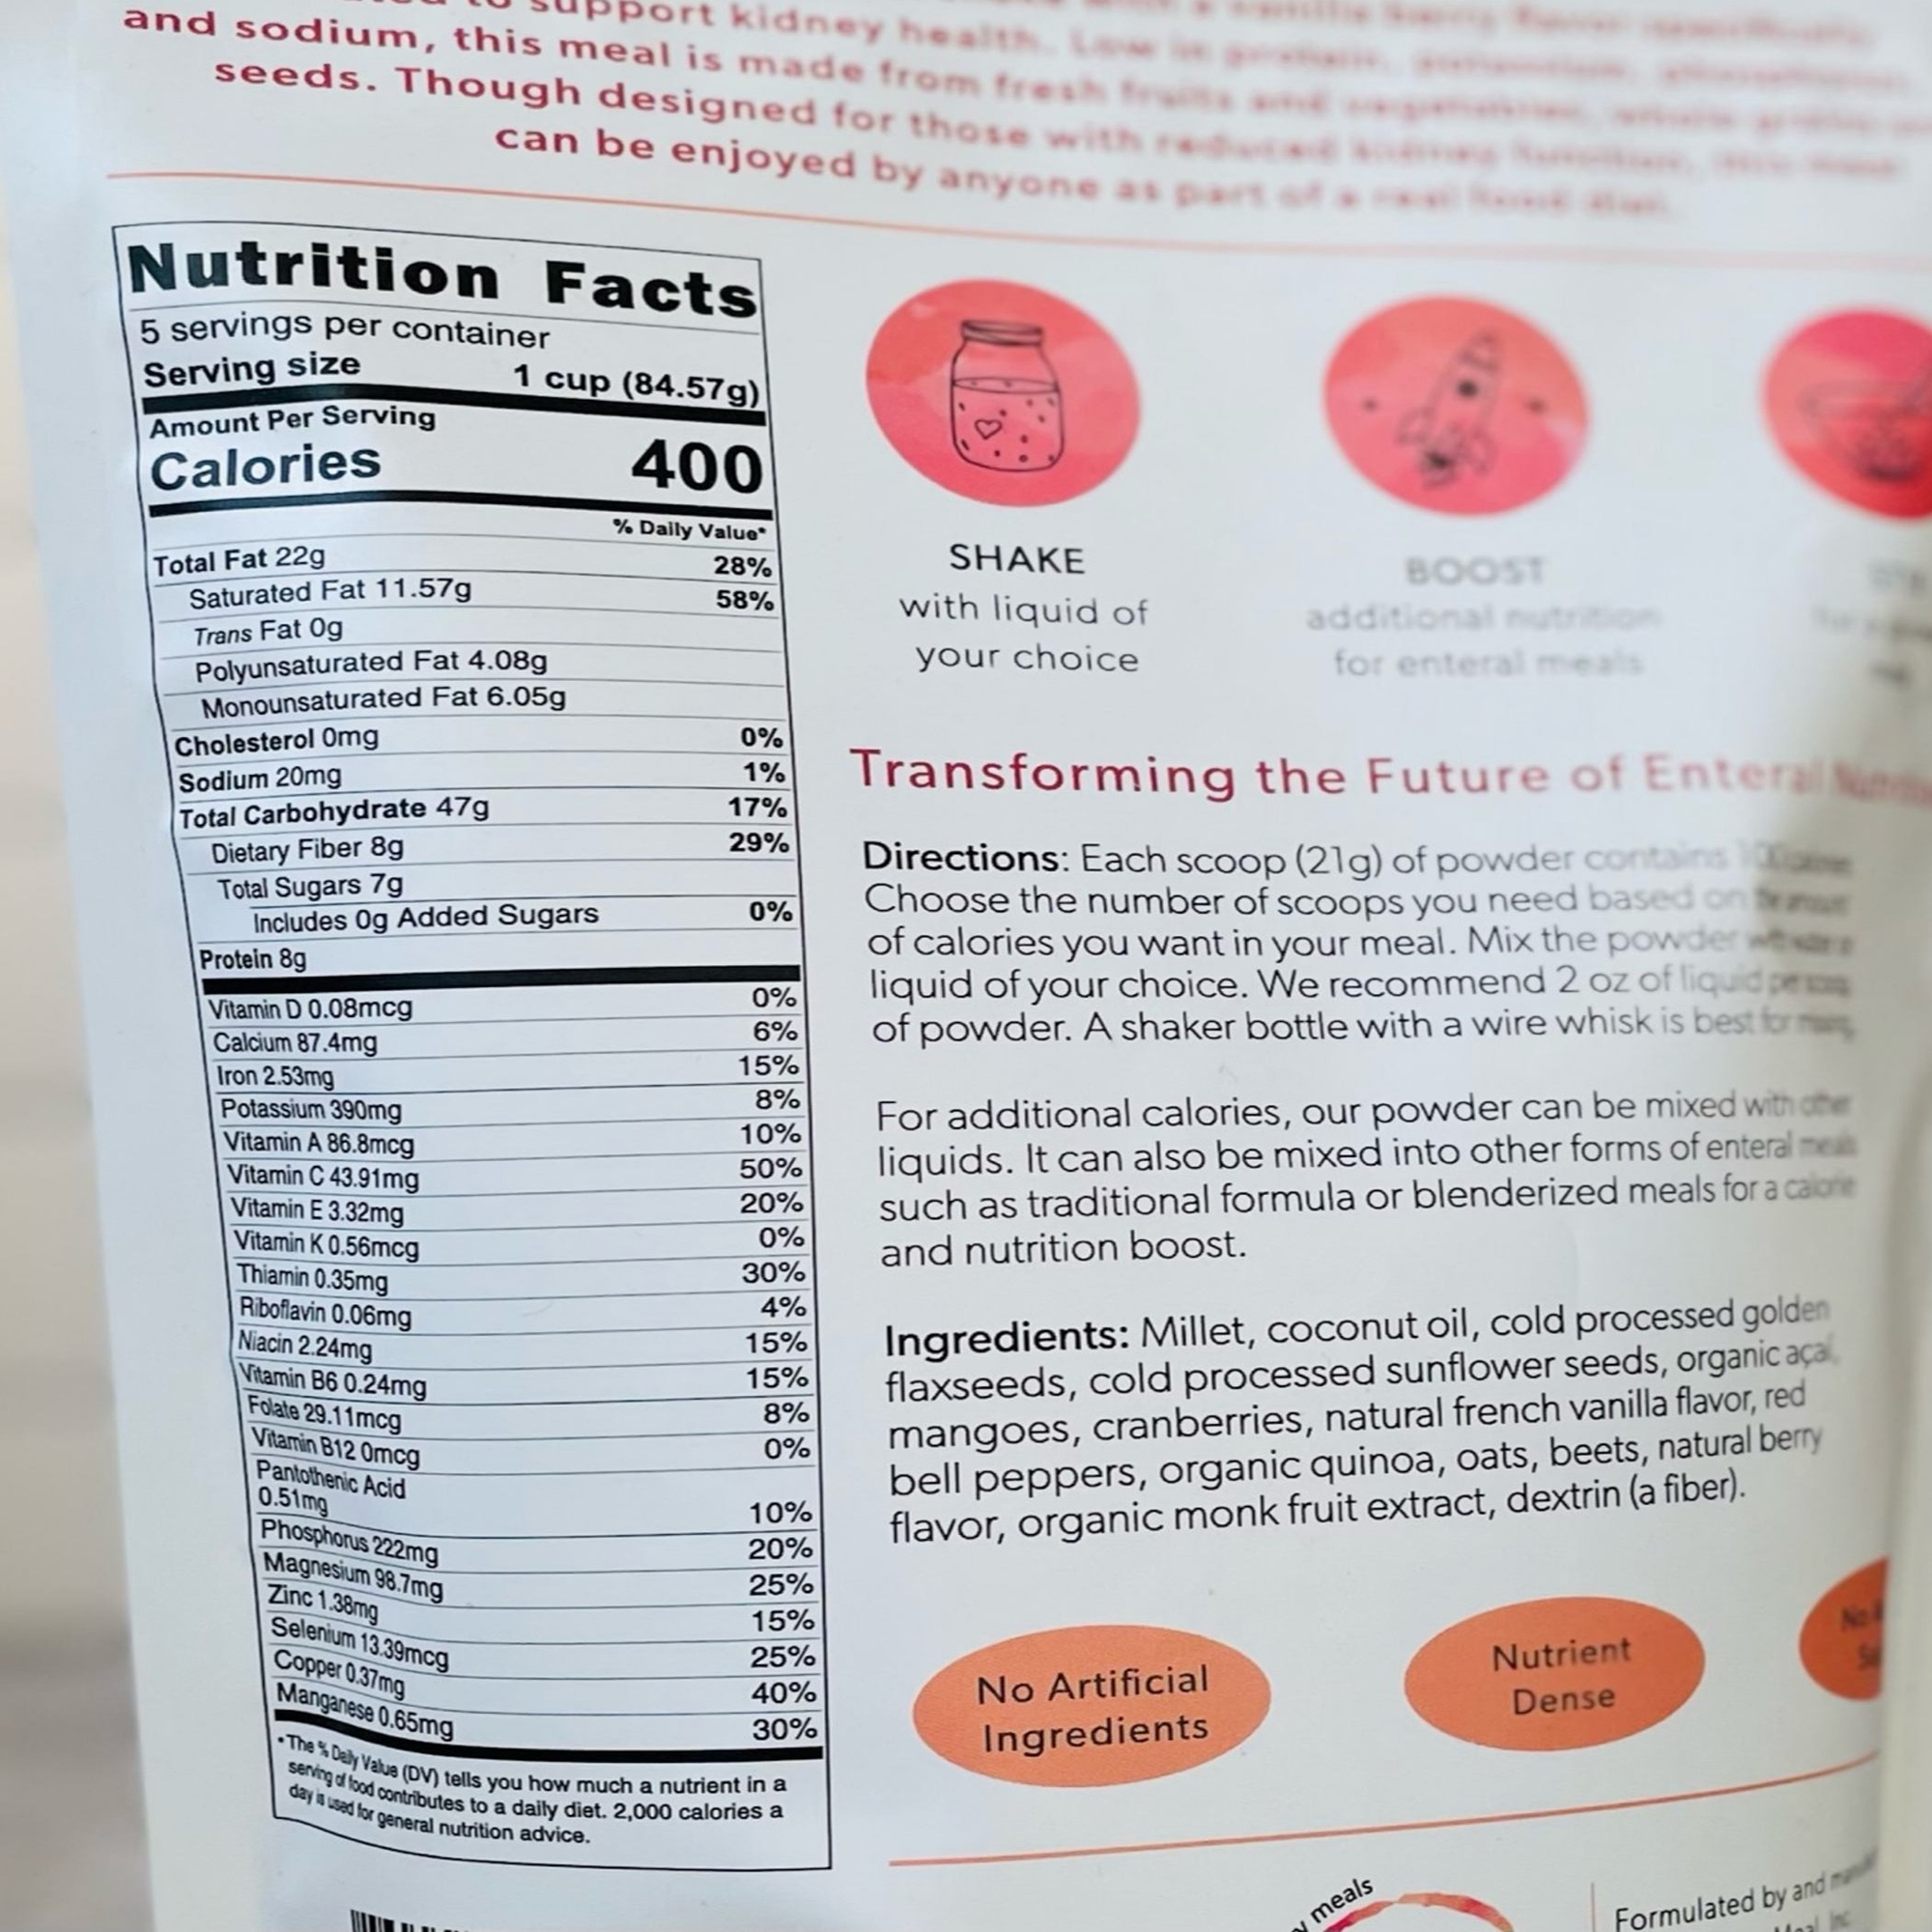 to support kidney health. Low in protein, potassium, phosphorus,
and sodium, this meal is made from fresh fruits and vegetables, whole
seeds. Though designed for those with reduced kidney function, this meal
can be enjoyed by anyone as part of a real food diet.
Nutrition Facts
5 servings per container
Serving size 1 cup (84.57g)
Amount Per Serving
Calories 400
% Daily Value*
Total Fat 22g 28%
Saturated Fat 11.57g 58%
Trans Fat 0g
Polyunsaturated Fat 4.08g
Monounsaturated Fat 6.05g
Cholesterol 0mg 0%
Sodium 20mg 1%
Total Carbohydrate 47g 17%
Dietary Fiber 8g 29%
Total Sugars 7g
Includes 0g Added Sugars 0%
Protein 8g
Vitamin D 0.08mcg 0%
Calcium 87.4mg 6%
Iron 2.53mg 15%
Potassium 390mg 8%
Vitamin A 86.8mcg 10%
Vitamin C 43.91mg 50%
Vitamin E 3.32mg 20%
Vitamin K 0.56mcg 0%
Thiamin 0.35mg 30%
Riboflavin 0.06mg 4%
Niacin 2.24mg 15%
Vitamin B6 0.24mg 15%
Folate 29.11mcg 8%
Vitamin B12 0mcg 0%
Pantothenic Acid
0.51mg 10%
Phosphorus 222mg 20%
Magnesium 98.7mg 25%
Zinc 1.38mg 15%
Selenium 13.39mcg 25%
Copper 0.37mg 40%
Manganese 0.65mg 30%
*The % Daily Value (DV) tells you how much a nutrient in a
serving of food contributes to a daily diet. 2,000 calories a
day is used for general nutrition advice.
SHAKE
with liquid of
your choice
BOOST
additional nutrition
for enteral meals
Transforming the Future of Enteral
Directions: Each scoop (21g) of powder contains
Choose the number of scoops you need based on
of calories you want in your meal. Mix the powder
liquid of your choice. We recommend 2 oz of liquid
of powder. A shaker bottle with a wire whisk is best for
For additional calories, our powder can be mixed with other
liquids. It can also be mixed into other forms of enteral meals
such as traditional formula or blenderized meals for a calorie
and nutrition boost.
Ingredients: Millet, coconut oil, cold processed golden
flaxseeds, cold processed sunflower seeds, organic açaí,
mangoes, cranberries, natural french vanilla flavor, red
bell peppers, organic quinoa, oats, beets, natural berry
flavor, organic monk fruit extract, dextrin (a fiber).
No Artificial
Ingredients
Nutrient
Dense
No
meals
Formulated by and